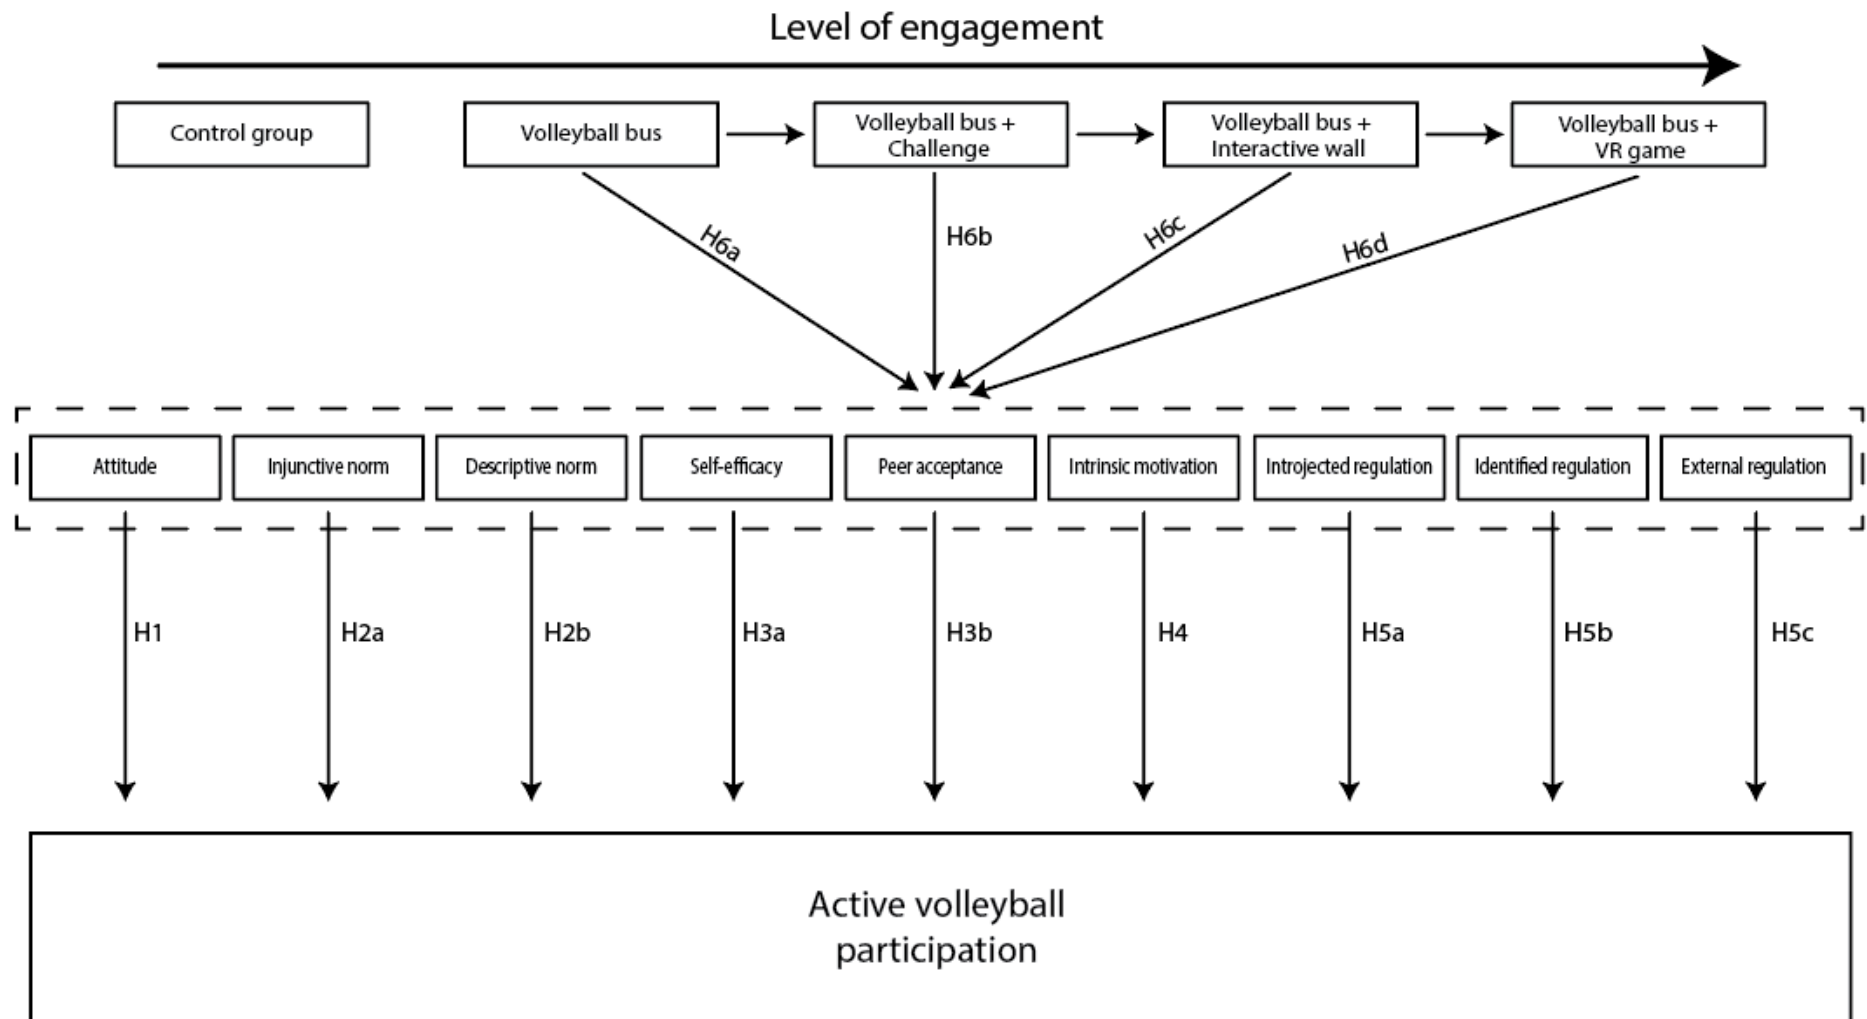 Level of engagement
Control group
Volleyball bus
Volleyball bus +
Challenge
Volleyball bus +
Interactive wall
Volleyball bus +
VR game
H6a
H6b
H6c
H6d
Attitude
Injunctive norm
Descriptive norm
Self-efficacy
Peer acceptance
Intrinsic motivation
Introjected regulation
Identified regulation
External regulation
H1
H2a
H2b
H3a
H3b
H4
H5a
H5b
H5c
Active volleyball
participation